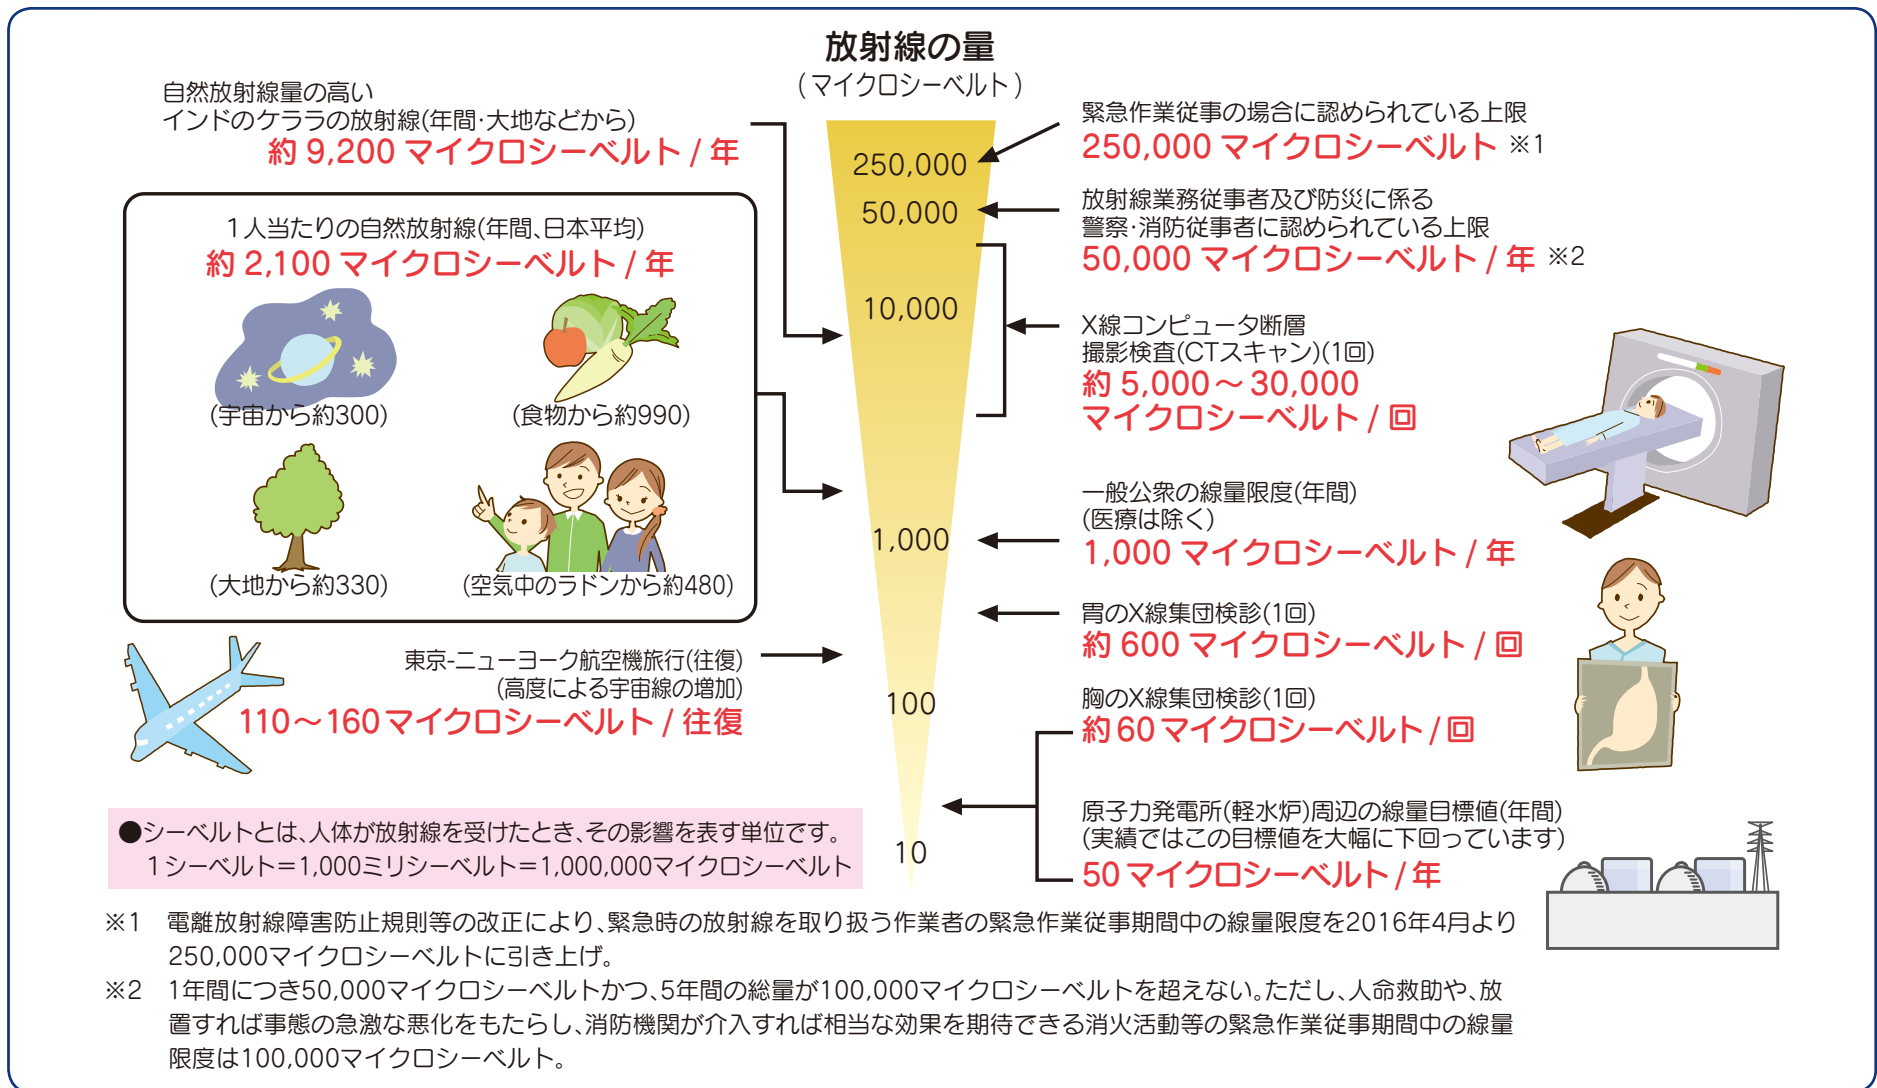 放射線の量
(マイクロシーベルト)
自然放射線量の高い
インドのケララの放射線(年間･大地などから)
約 9,200 マイクロシーベルト / 年
1人当たりの自然放射線(年間、日本平均)
約 2,100 マイクロシーベルト / 年
(宇宙から約300)
(食物から約990)
(大地から約330)
(空気中のラドンから約480)
東京-ニューヨーク航空機旅行(往復)
(高度による宇宙線の増加)
110〜160マイクロシーベルト / 往復
250,000
50,000
10,000
1,000
100
10
緊急作業従事の場合に認められている上限
250,000 マイクロシーベルト ※1
放射線業務従事者及び防災に係る
警察･消防従事者に認められている上限
50,000 マイクロシーベルト / 年 ※2
X線コンピュータ断層
撮影検査(CTスキャン)(1回)
約 5,000〜30,000
マイクロシーベルト / 回
一般公衆の線量限度(年間)
(医療は除く)
1,000 マイクロシーベルト / 年
胃のX線集団検診(1回)
約 600 マイクロシーベルト / 回
胸のX線集団検診(1回)
約60マイクロシーベルト/回
原子力発電所(軽水炉)周辺の線量目標値(年間)
(実績ではこの目標値を大幅に下回っています)
50マイクロシーベルト/年
●シーベルトとは、人体が放射線を受けたとき、その影響を表す単位です。
1シーベルト＝1,000ミリシーベルト＝1,000,000マイクロシーベルト
※1 電離放射線障害防止規則等の改正により、緊急時の放射線を取り扱う作業者の緊急作業従事期間中の線量限度を2016年4月より
250,000マイクロシーベルトに引き上げ。
※2 1年間につき50,000マイクロシーベルトかつ、5年間の総量が100,000マイクロシーベルトを超えない。ただし、人命救助や、放
置すれば事態の急激な悪化をもたらし、消防機関が介入すれば相当な効果を期待できる消火活動等の緊急作業従事期間中の線量
限度は100,000マイクロシーベルト。